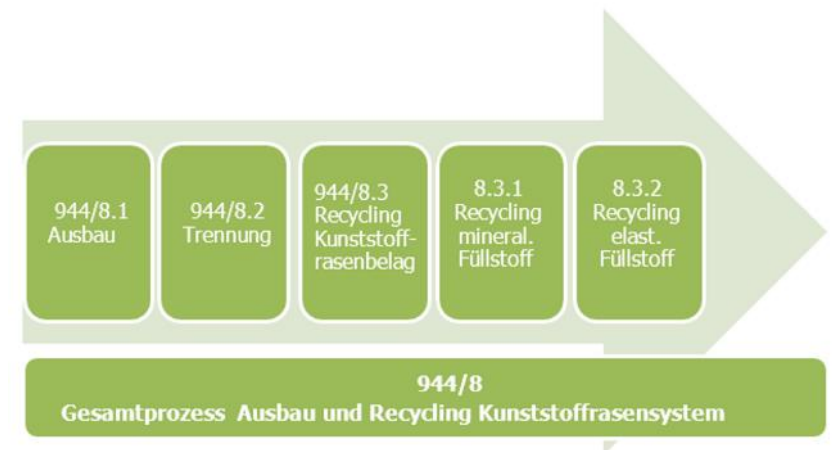 944/8.1
Ausbau
944/8.2
Trennung
944/8.3
Recycling
Kunststoff-
rasenbelag
8.3.1
Recycling
mineral.
Füllstoff
8.3.2
Recycling
elast.
Füllstoff
944/8
Gesamtprozess Ausbau und Recycling Kunststoffrasensystem